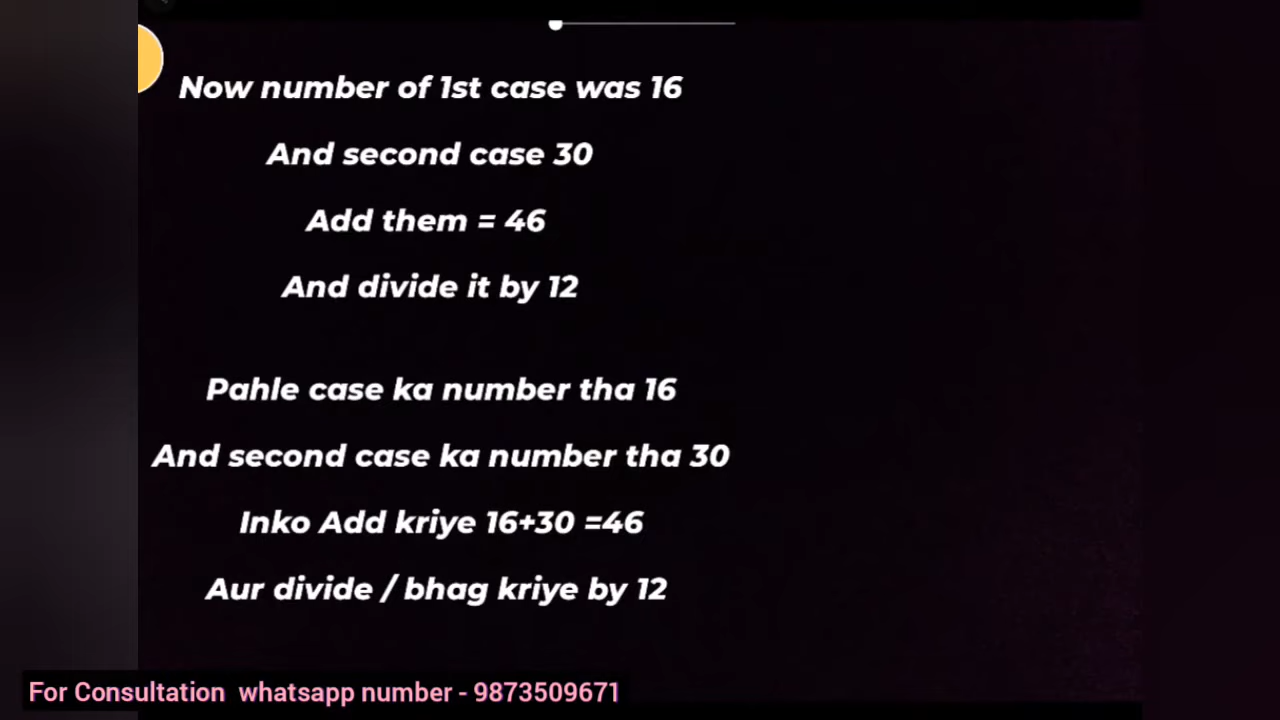 Now number of 1st case was 16
And second case 30
Add them = 46
And divide it by 12
Pahle case ka number tha 16
And second case ka number tha 30
Inko Add kriye 16+30 =46
Aur divide / bhag kriye by 12
For Consultation whatsapp number - 9873509671